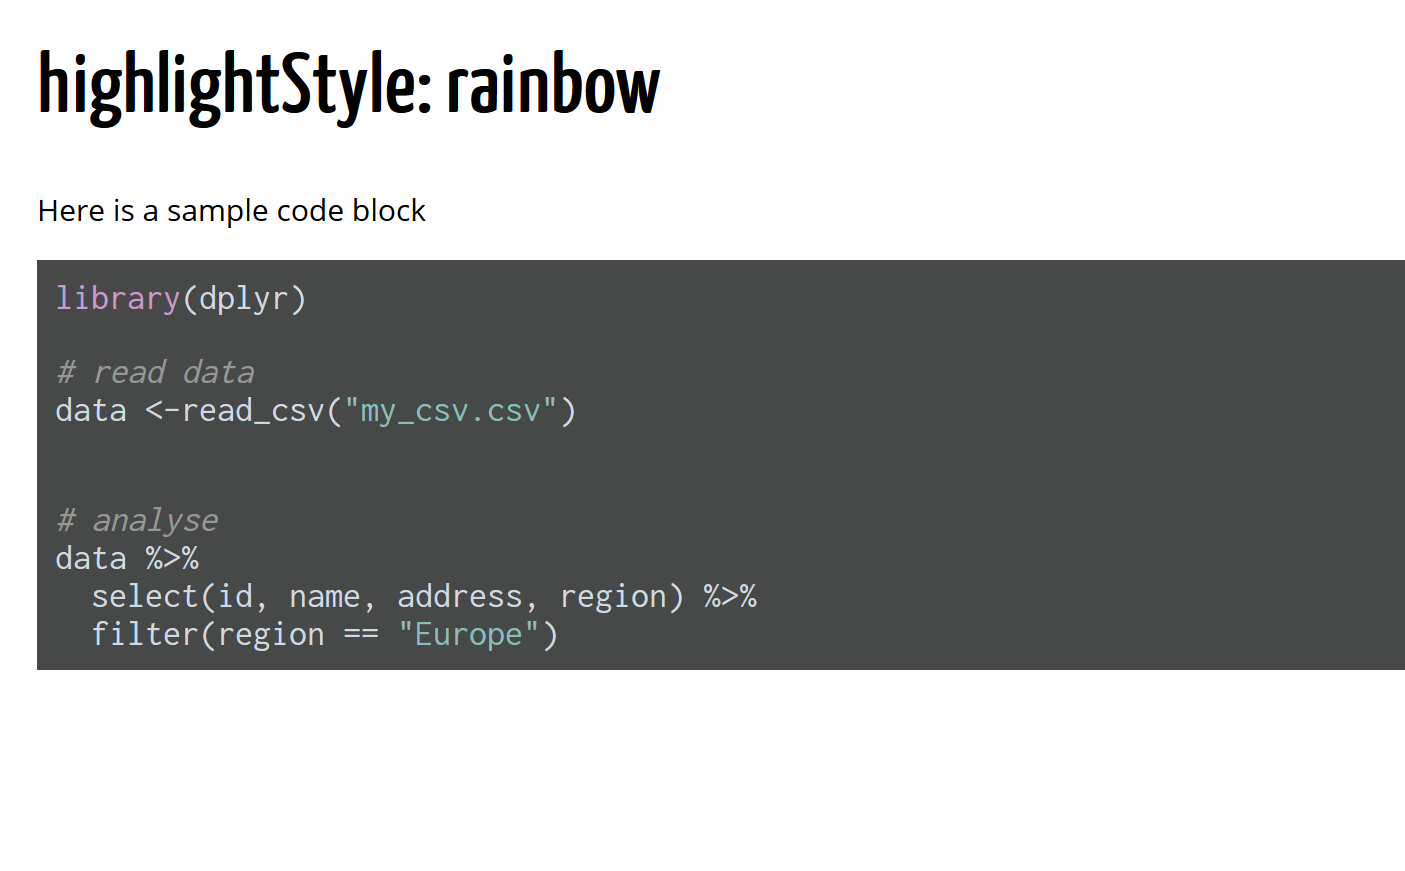 highlightStyle: rainbow
Here is a sample code block
library(dplyr)
# read data
data <-read_csv("my_csv.csv")
# analyse
data %>%
  select(id, name, address, region) %>%
  filter(region == "Europe")